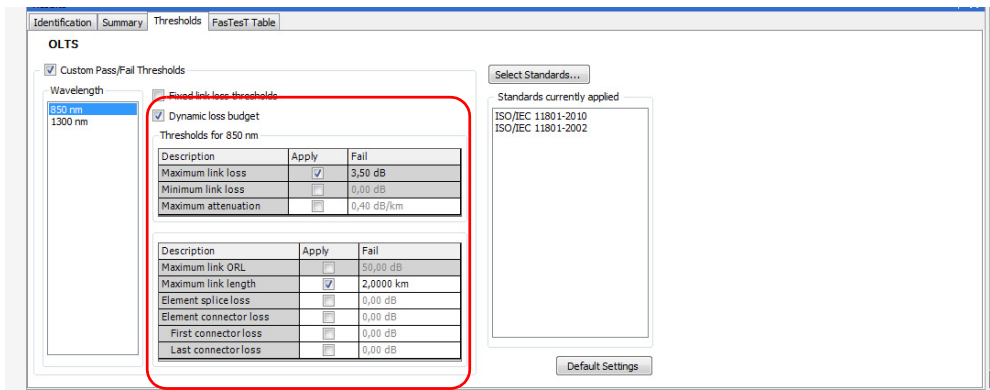 Identification Summary Thresholds FasTesT Table
OLTS
Custom Pass/Fail Thresholds
Wavelength
850 nm
1300 nm
Fixed link loss thresholds
Dynamic loss budget
Thresholds for 850 nm
Description Apply Fail
Maximum link loss 3,50 dB
Minimum link loss 0,00 dB
Maximum attenuation 0,40 dB/km
Description Apply Fail
Maximum link ORL 50,00 dB
Maximum link length 2,0000 km
Element splice loss 0,00 dB
Element connector loss 0,00 dB
First connector loss 0,00 dB
Last connector loss 0,00 dB
Select Standards...
Standards currently applied
ISO/IEC 11801-2010
ISO/IEC 11801-2002
Default Settings